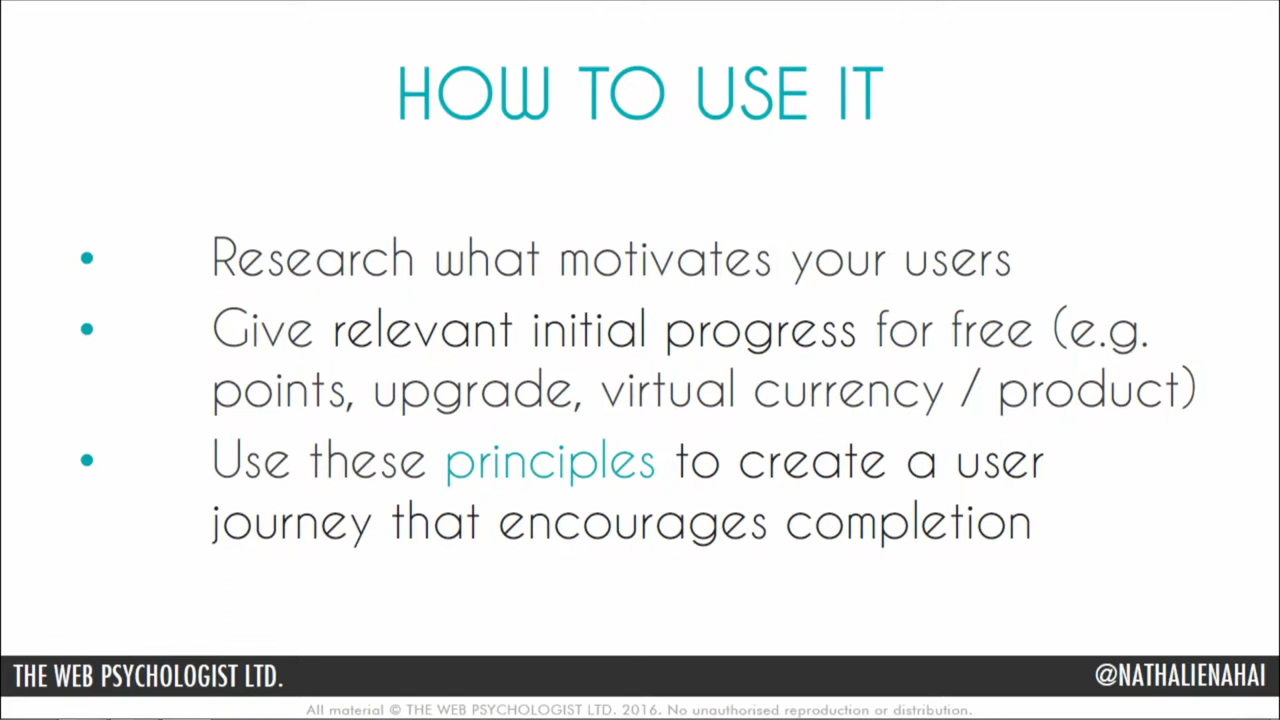 HOW TO USE IT
• Research what motivates your users
• Give relevant initial progress for free (e.g.
points, upgrade, virtual currency / product)
• Use these principles to create a user
journey that encourages completion
THE WEB PSYCHOLOGIST LTD.
@NATHALIENAHAI
All material © THE WEB PSYCHOLOGIST LTD. 2016. No unauthorised reproduction or distribution.